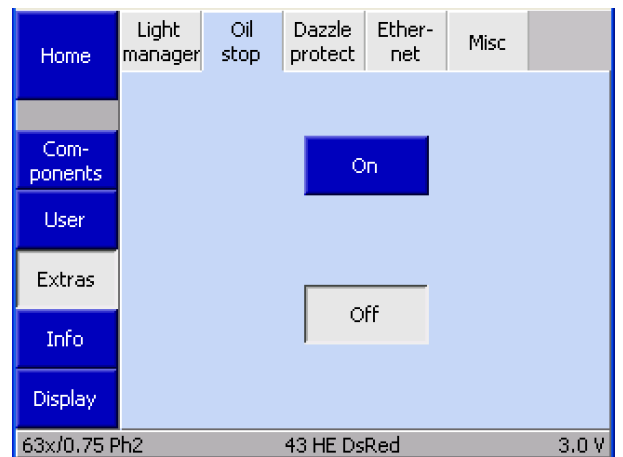 Home
Light manager
Oil stop
Dazzle protect
Ether-
net
Misc
Com-
ponents
User
Extras
Info
Display
On
Off
63x/0.75 Ph2
43 HE DsRed
3.0 V